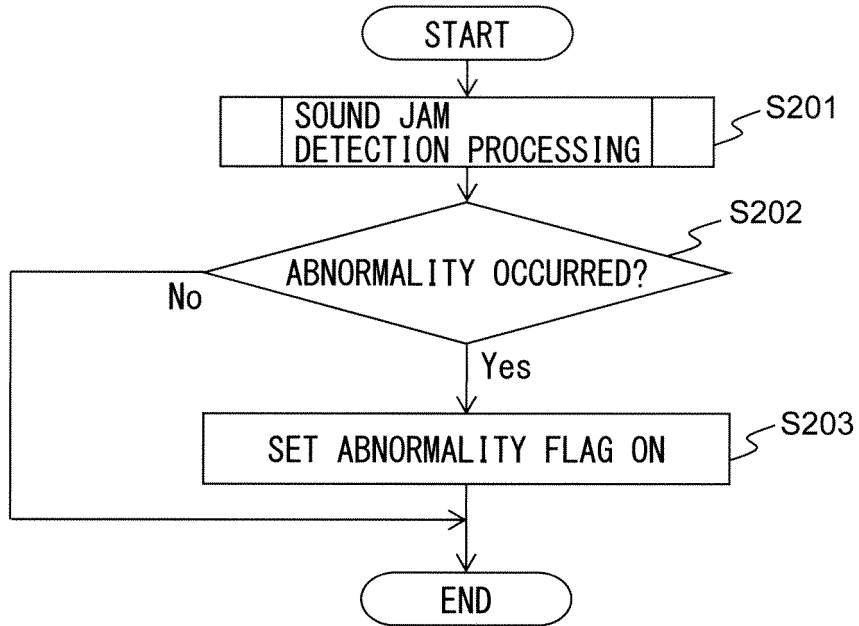 START
SOUND JAM
DETECTION PROCESSING
S201
S202
ABNORMALITY OCCURRED?
No
Yes
S203
SET ABNORMALITY FLAG ON
END